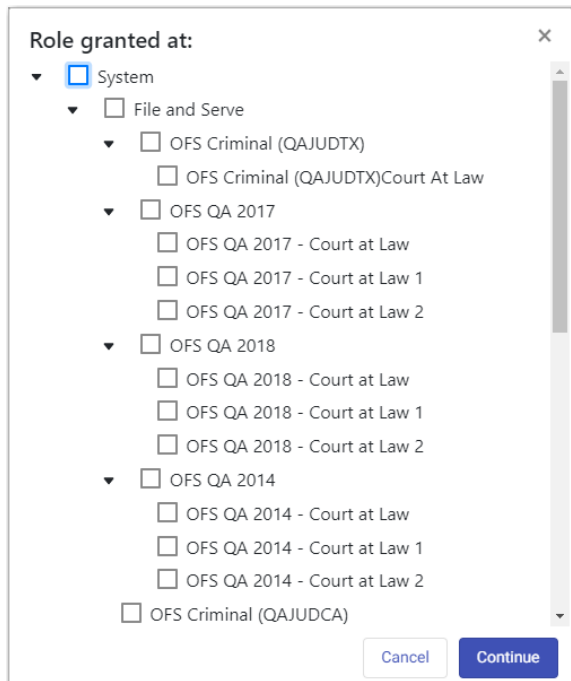 Role granted at:
System
File and Serve
OFS Criminal (QAJUDTX)
OFS Criminal (QAJUDTX)Court At Law
OFS QA 2017
OFS QA 2017 - Court at Law
OFS QA 2017 - Court at Law 1
OFS QA 2017 - Court at Law 2
OFS QA 2018
OFS QA 2018 - Court at Law
OFS QA 2018 - Court at Law 1
OFS QA 2018 - Court at Law 2
OFS QA 2014
OFS QA 2014 - Court at Law
OFS QA 2014 - Court at Law 1
OFS QA 2014 - Court at Law 2
OFS Criminal (QAJUDCA)
Cancel Continue